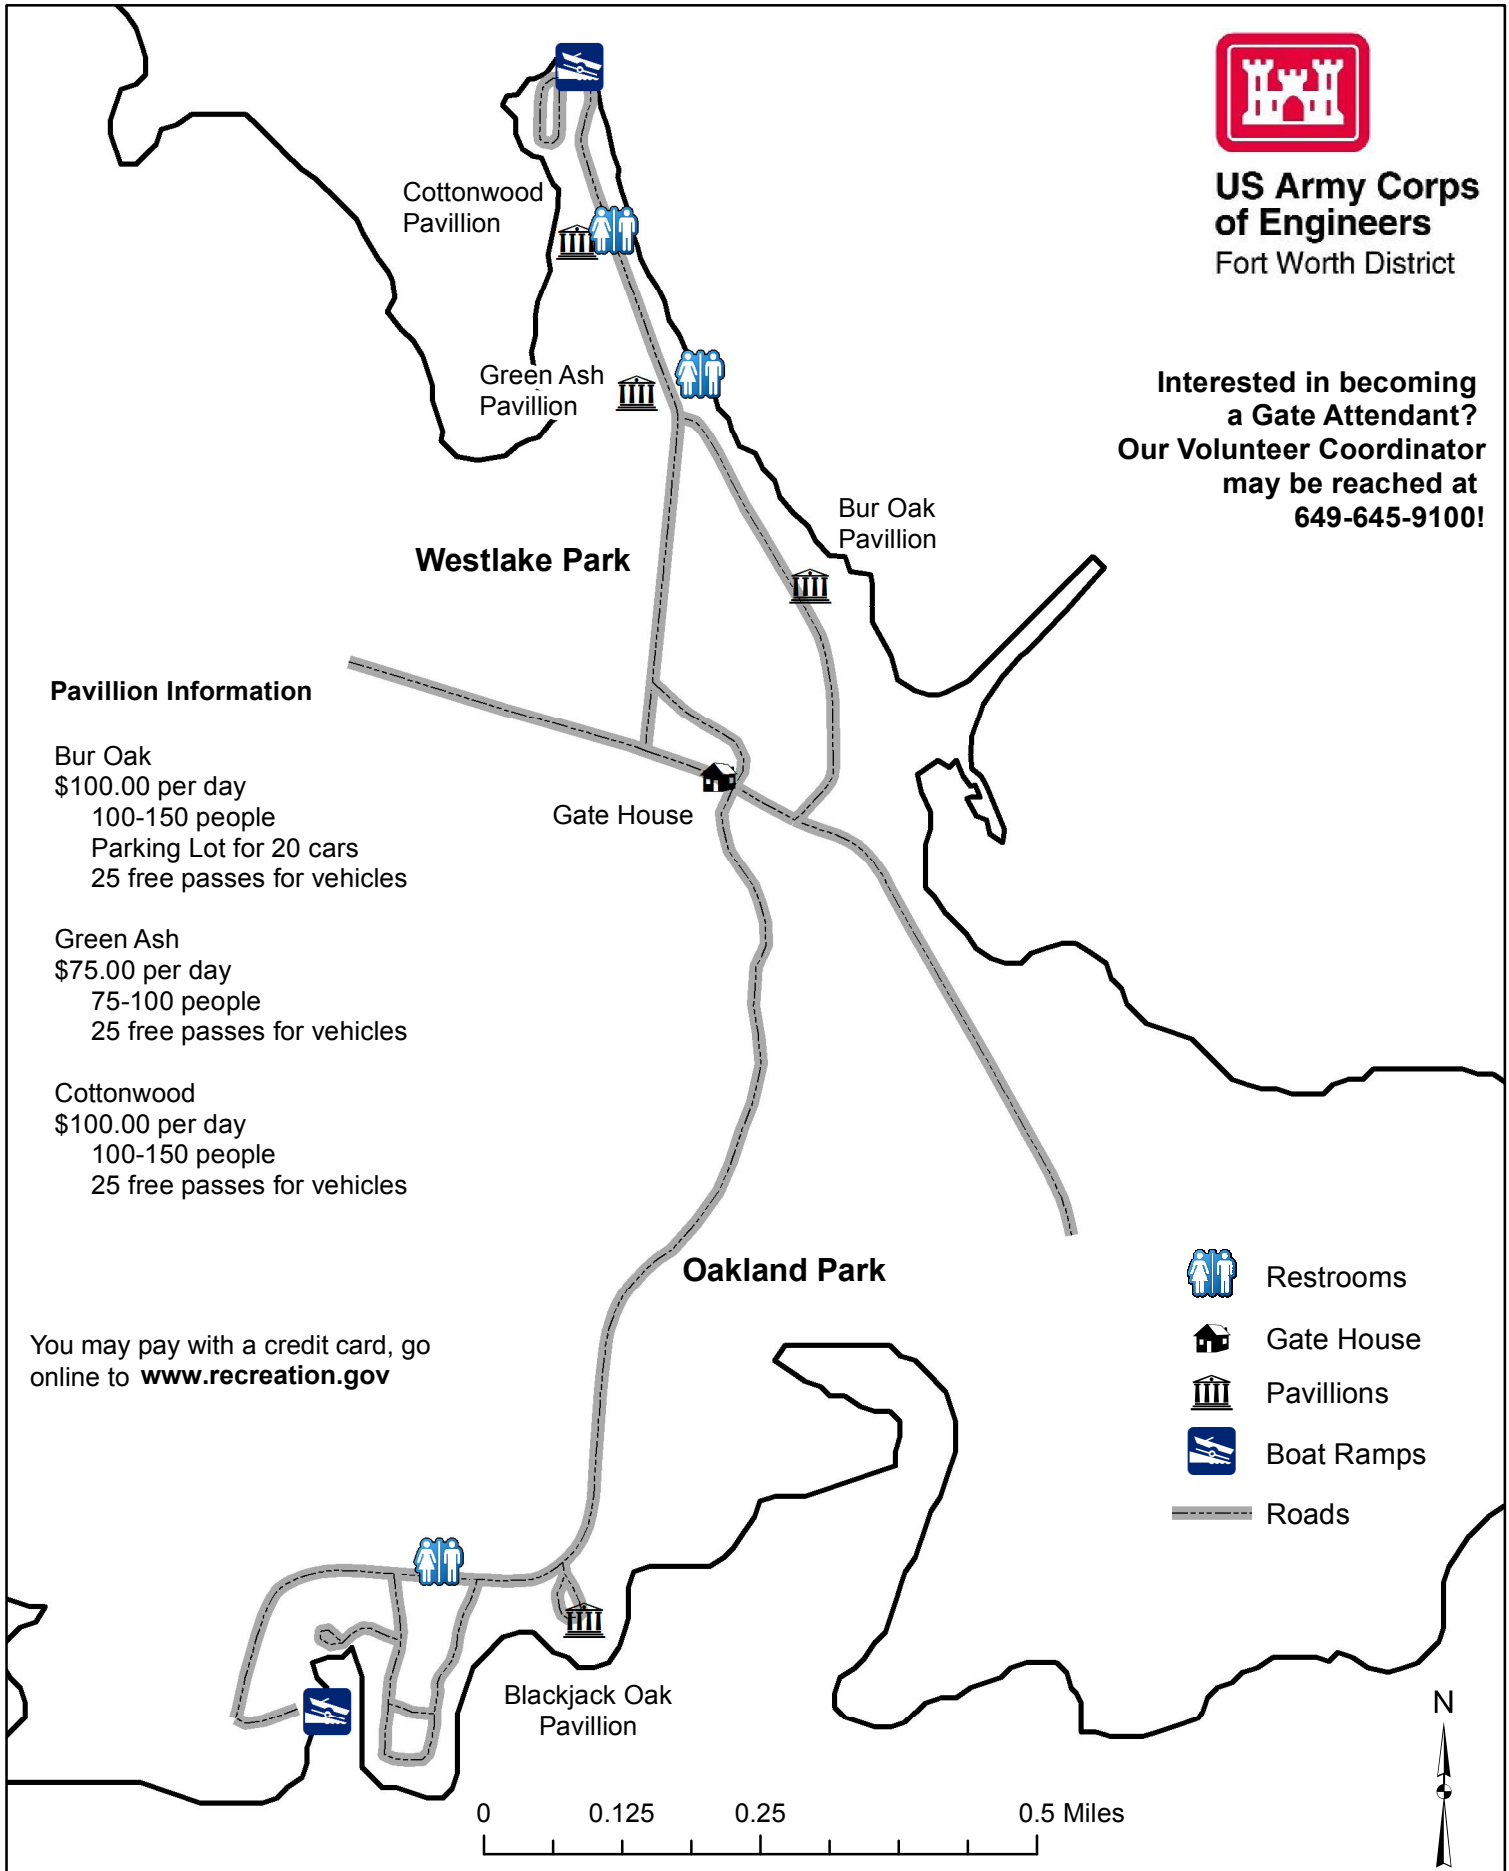 US Army Corps
of Engineers
Fort Worth District
Cottonwood
Pavillion
Green Ash
Pavillion
Interested in becoming
a Gate Attendant?
Our Volunteer Coordinator
may be reached at
649-645-9100!
Bur Oak
Pavillion
Westlake Park
Pavillion Information
Bur Oak
$100.00 per day
100-150 people
Parking Lot for 20 cars
25 free passes for vehicles
Green Ash
$75.00 per day
75-100 people
25 free passes for vehicles
Cottonwood
$100.00 per day
100-150 people
25 free passes for vehicles
Gate House
Oakland Park
You may pay with a credit card, go
online to www.recreation.gov
Restrooms
Gate House
Pavillions
Boat Ramps
Roads
Blackjack Oak
Pavillion
N
0 0.125 0.25 0.5 Miles